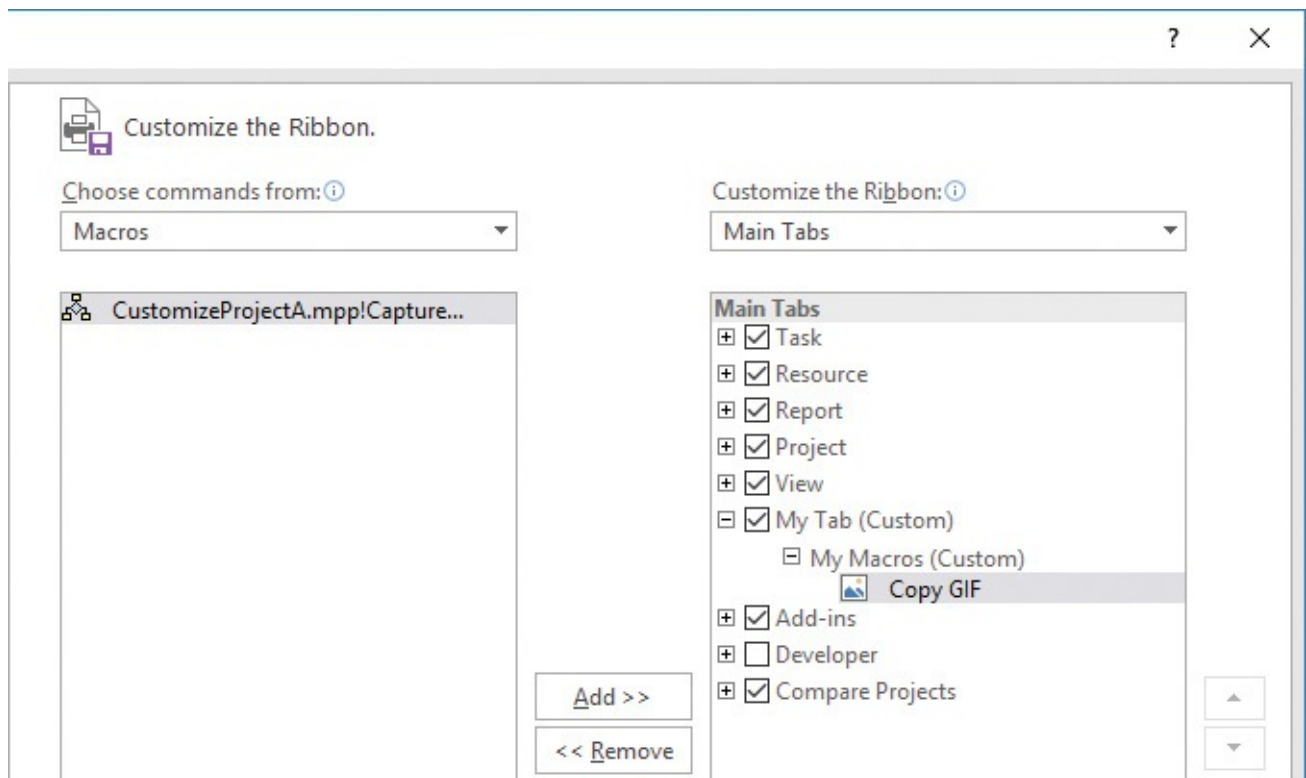 ?
Customize the Ribbon.
Choose commands from:
Customize the Ribbon:
Macros
Main Tabs
CustomizeProjectA.mpp!Capture...
Main Tabs
Task
Resource
Report
Project
View
My Tab (Custom)
My Macros (Custom)
Copy GIF
Add-ins
Developer
Compare Projects
Add >>
<< Remove